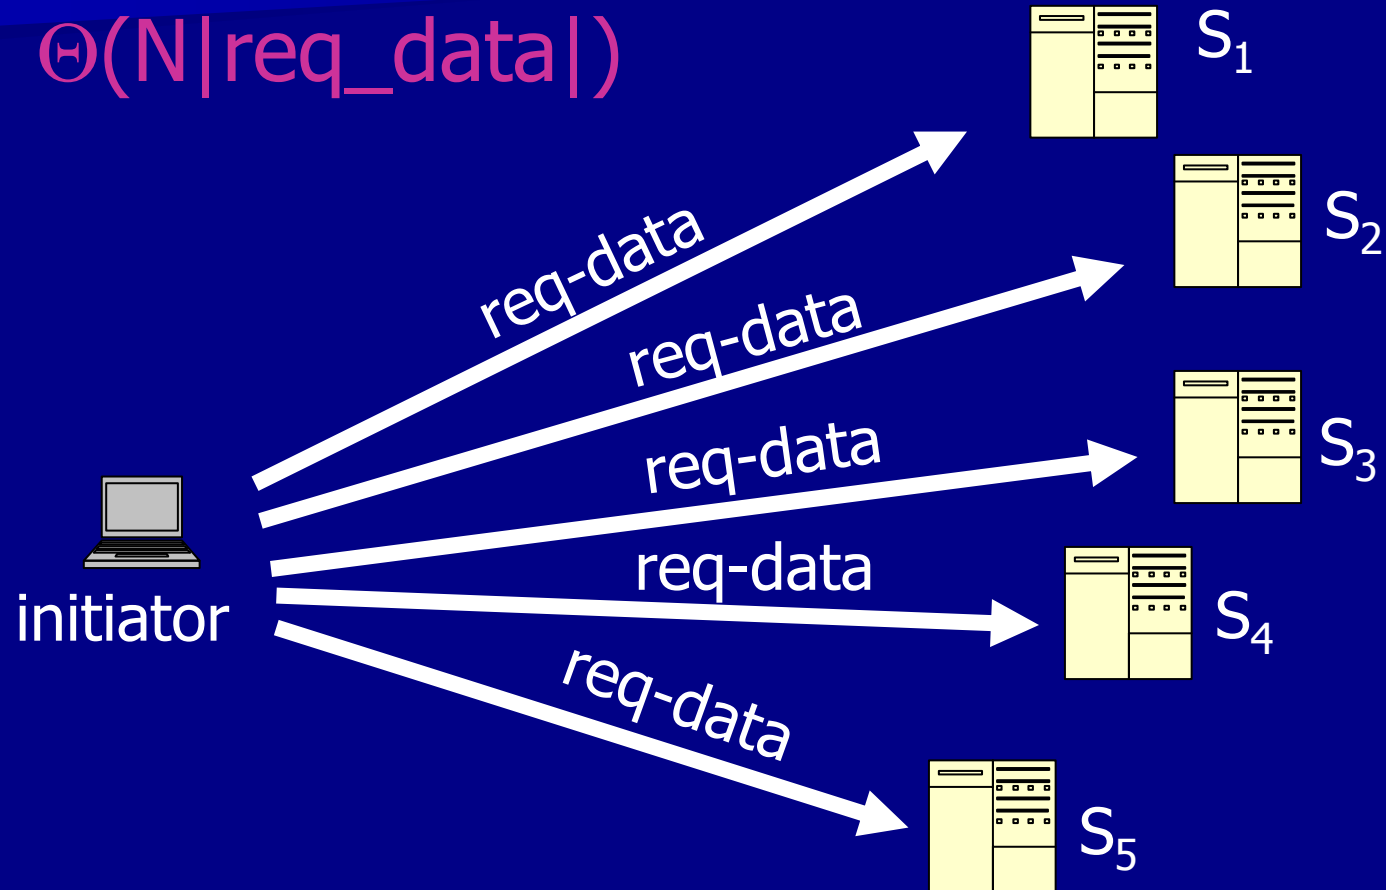 Θ(N|req_data|)
S₁
S₂
req-data
req-data
req-data
S₃
req-data
initiator
S₄
req-data
S₅